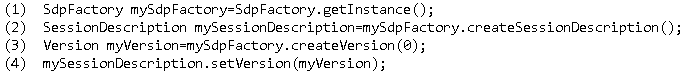 (1) SdpFactory mySdpFactory=SdpFactory.getInstance();
(2) SessionDescription mySessionDescription=mySdpFactory.createSessionDescription();
(3) Version myVersion=mySdpFactory.createVersion(0);
(4) mySessionDescription.setVersion(myVersion);